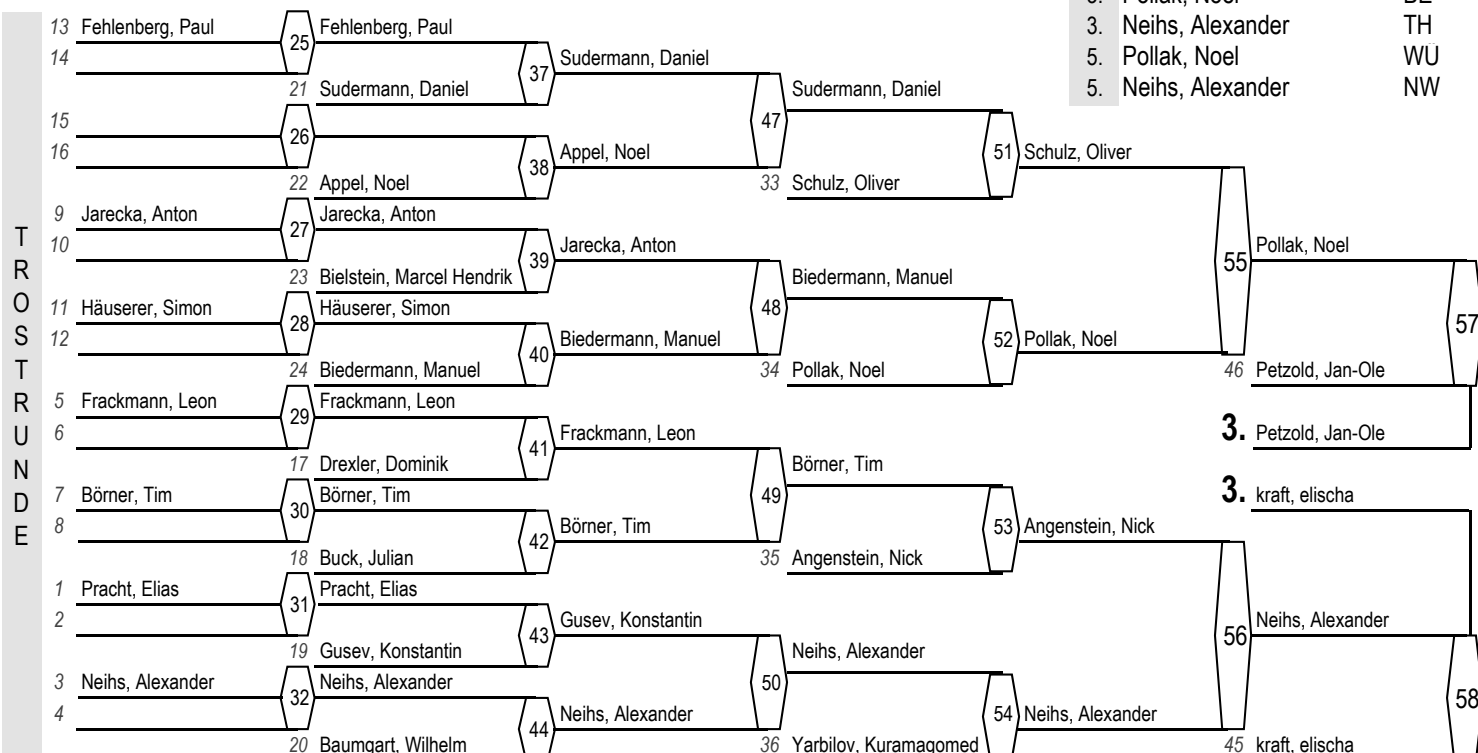 3. Neihs, Alexander TH
5. Pollak, Noel WÜ
5. Neihs, Alexander NW
TROSTRUNDE
13 Fehlenberg, Paul 25 Fehlenberg, Paul
14
37 Sudermann, Daniel
21 Sudermann, Daniel
47 Sudermann, Daniel
15
26
16
38 Appel, Noel
22 Appel, Noel
51 Schulz, Oliver
33 Schulz, Oliver
9 Jarecka, Anton 27 Jarecka, Anton
10
39 Jarecka, Anton
23 Bielstein, Marcel Hendrik
55 Pollak, Noel
48 Biedermann, Manuel
11 Häuserer, Simon 28 Häuserer, Simon
12
40 Biedermann, Manuel
24 Biedermann, Manuel
52 Pollak, Noel
34 Pollak, Noel
46 Petzold, Jan-Ole
57
5 Frackmann, Leon 29 Frackmann, Leon
6
41 Frackmann, Leon
3. Petzold, Jan-Ole
17 Drexler, Dominik
49 Börner, Tim
7 Börner, Tim 30 Börner, Tim
8
3. kraft, elischa
42 Börner, Tim
53 Angenstein, Nick
18 Buck, Julian
35 Angenstein, Nick
1 Pracht, Elias 31 Pracht, Elias
2
43 Gusev, Konstantin
56 Neihs, Alexander
19 Gusev, Konstantin
50 Neihs, Alexander
3 Neihs, Alexander 32 Neihs, Alexander
4
44 Neihs, Alexander
54 Neihs, Alexander
58
20 Baumgart, Wilhelm
36 Yarbilov, Kuramagomed
45 kraft, elischa